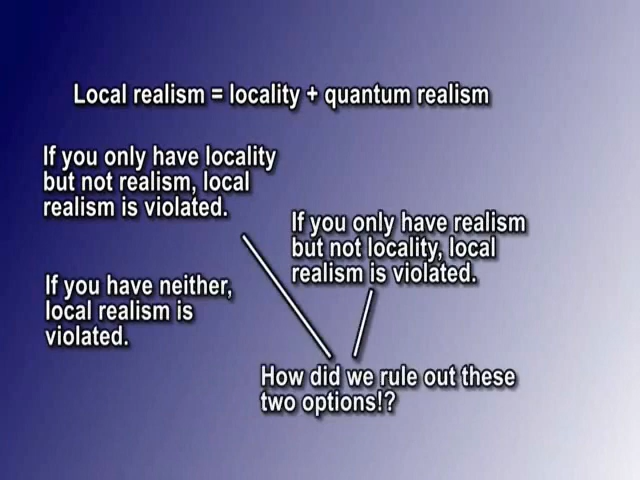 Local realism = locality + quantum realism
If you only have locality
but not realism, local
realism is violated.
If you only have realism
but not locality, local
realism is violated.
If you have neither,
local realism is
violated.
How did we rule out these
two options!?